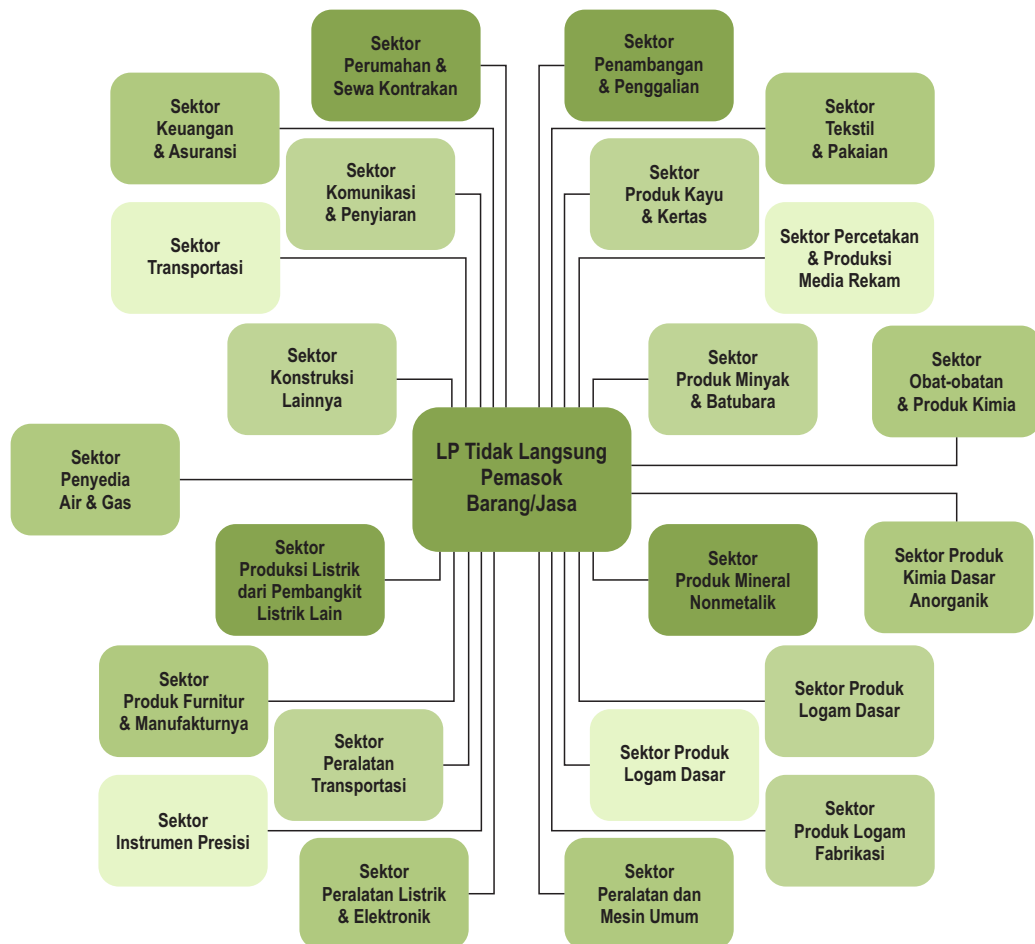 Sektor
Perumahan &
Sewa Kontrakan
Sektor
Penambangan
& Penggalian
Sektor
Keuangan
& Asuransi
Sektor
Tekstil
& Pakaian
Sektor
Komunikasi
& Penyiaran
Sektor
Produk Kayu
& Kertas
Sektor
Transportasi
Sektor Percetakan
& Produksi
Media Rekam
Sektor
Konstruksi
Lainnya
Sektor
Produk Minyak
& Batubara
Sektor
Obat-obatan
& Produk Kimia
LP Tidak Langsung
Pemasok
Barang/Jasa
Sektor
Penyedia
Air & Gas
Sektor
Produksi Listrik
dari Pembangkit
Listrik Lain
Sektor
Produk Mineral
Nonmetalik
Sektor Produk
Kimia Dasar
Anorganik
Sektor
Produk Furnitur
& Manufakturnya
Sektor Produk
Logam Dasar
Sektor
Peralatan
Transportasi
Sektor Produk
Logam Dasar
Sektor
Instrumen Presisi
Sektor
Produk Logam
Fabrikasi
Sektor
Peralatan Listrik
& Elektronik
Sektor
Peralatan dan
Mesin Umum